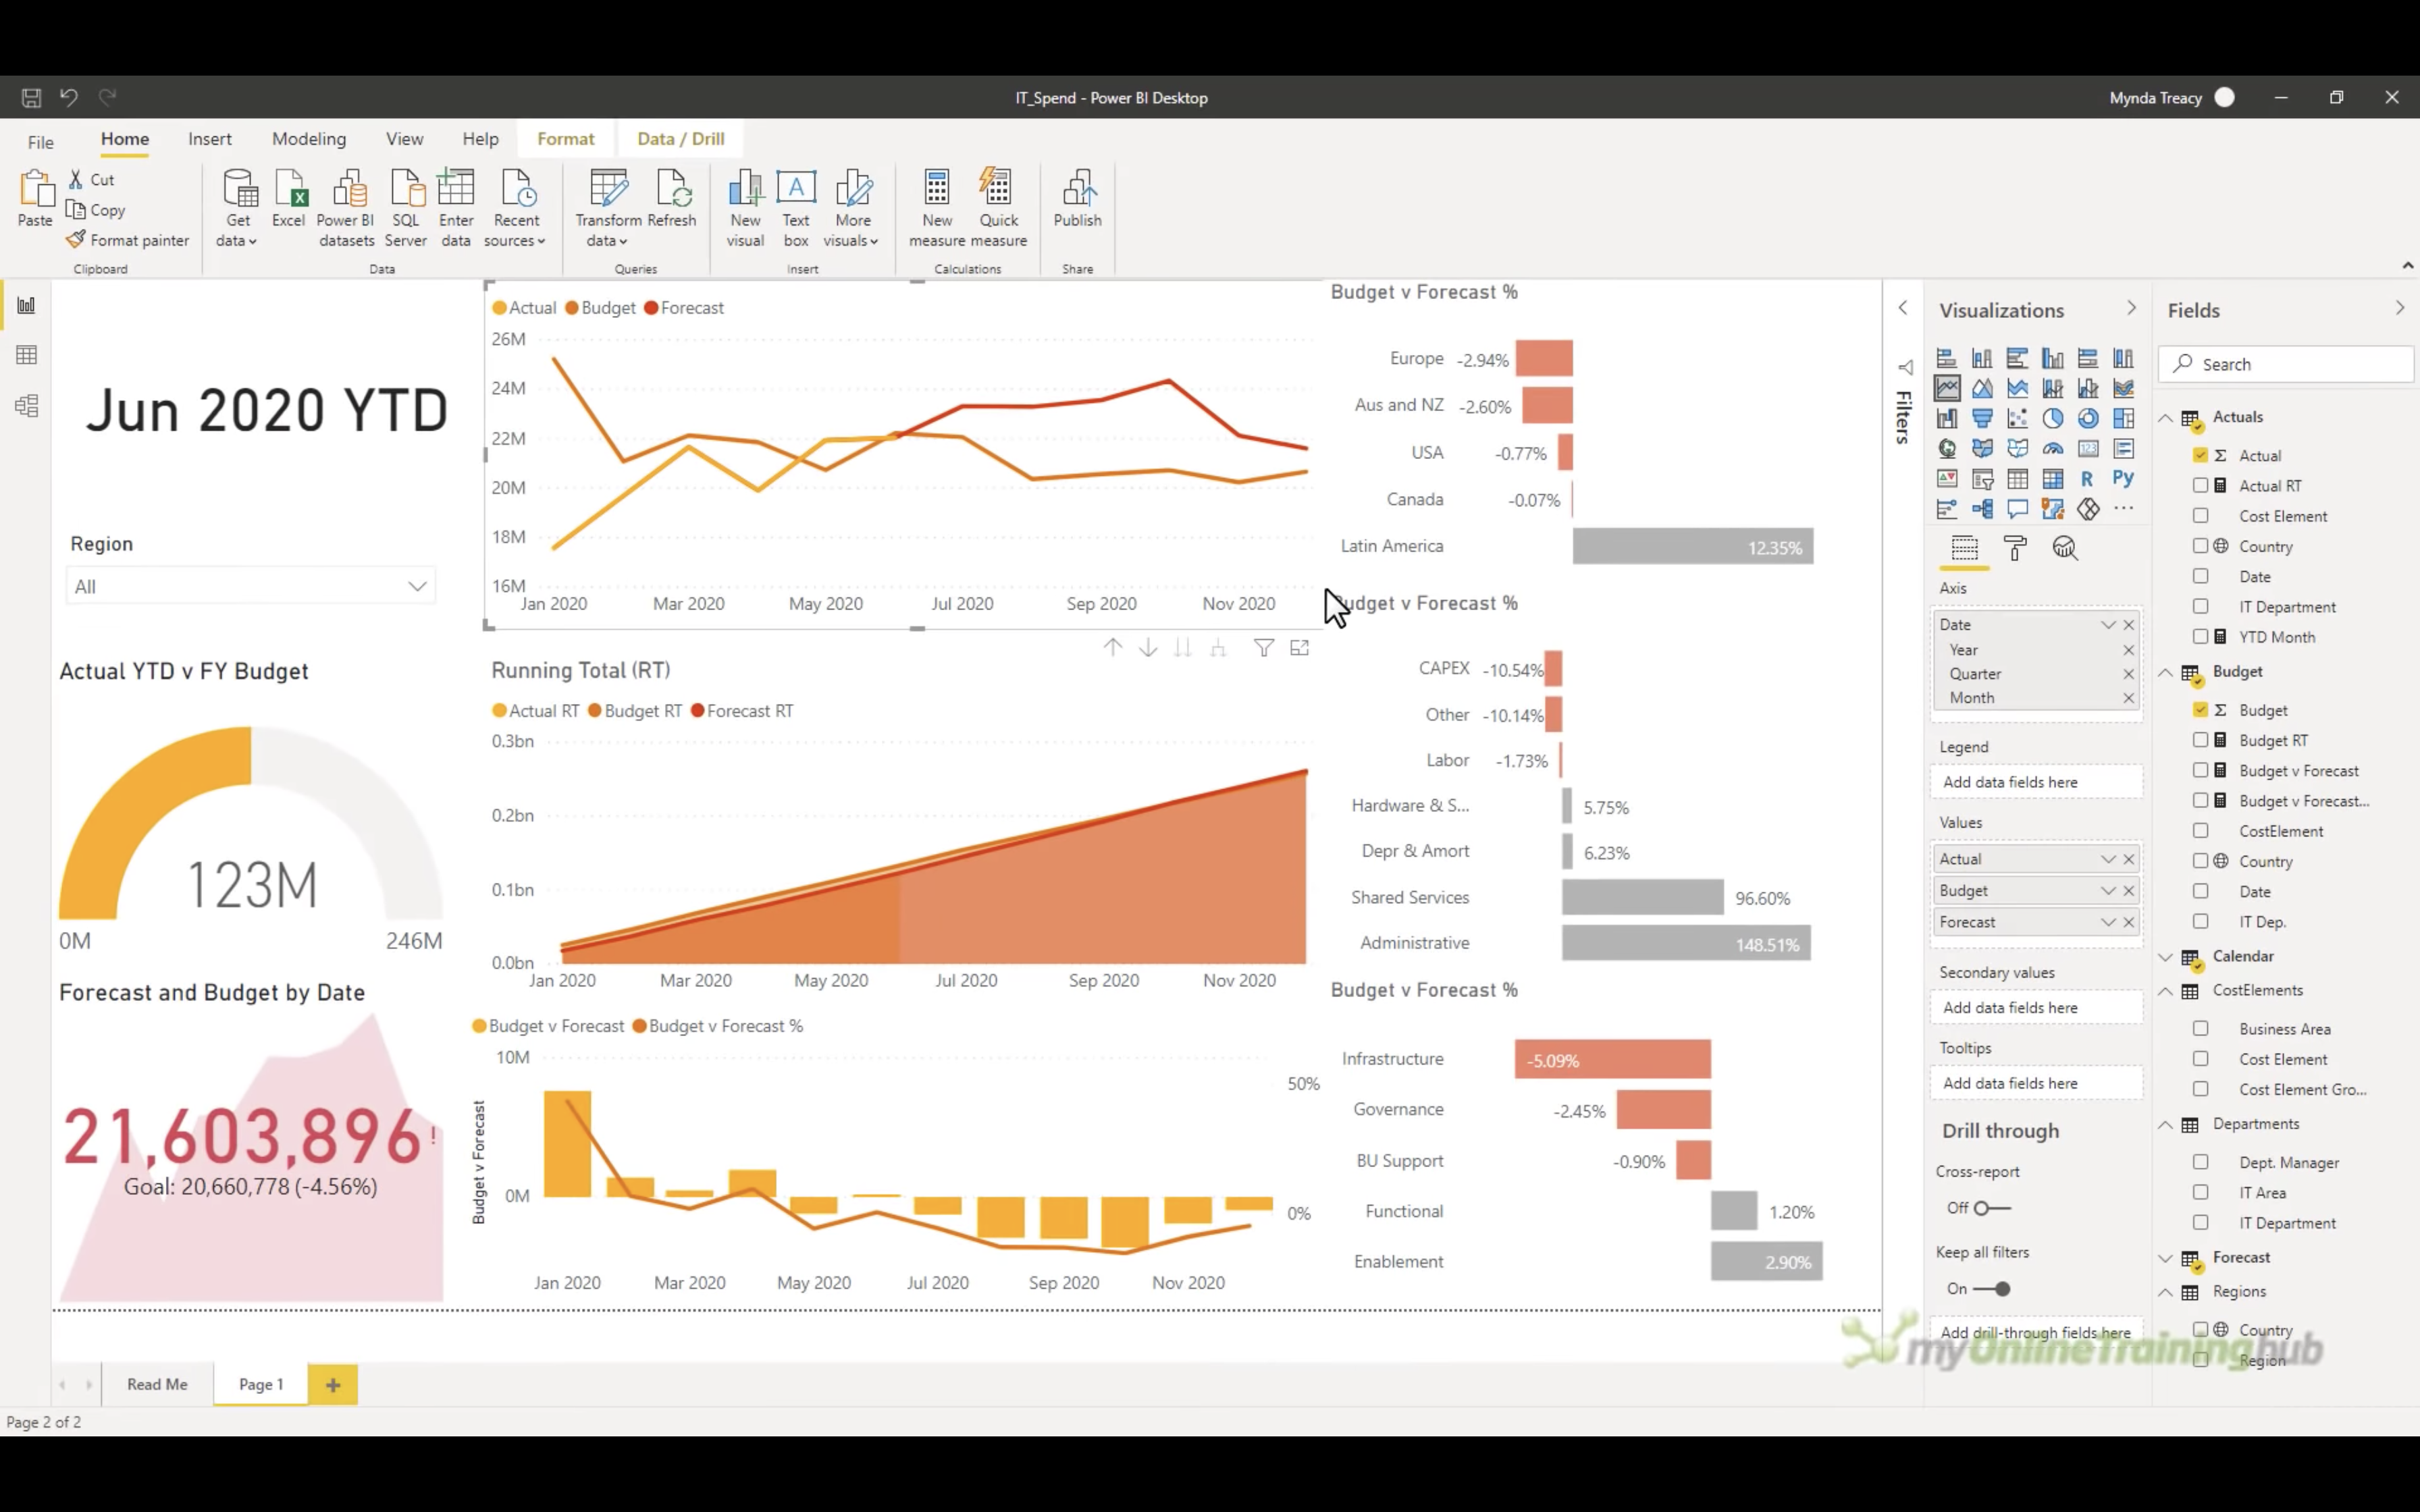 IT_Spend - Power BI Desktop
Mynda Treacy
File
Home
Insert
Modeling
View
Help
Format
Data / Drill
Paste
Cut
Copy
Format painter
Clipboard
Get data
Excel
Power BI datasets
SQL Server
Enter data
Recent sources
Data
Transform data
Refresh
Queries
New visual
A
Text box
More visuals
Insert
New measure
Quick measure
Calculations
Publish
Share
Jun 2020 YTD
Region
All
Actual YTD v FY Budget
123M
0M
246M
Forecast and Budget by Date
21,603,896!
Goal: 20,660,778 (-4.56%)
Actual Budget Forecast
26M
24M
22M
20M
18M
16M
Jan 2020 Mar 2020 May 2020 Jul 2020 Sep 2020 Nov 2020
Running Total (RT)
Actual RT Budget RT Forecast RT
0.3bn
0.2bn
0.1bn
0.0bn
Jan 2020 Mar 2020 May 2020 Jul 2020 Sep 2020 Nov 2020
Budget v Forecast Budget v Forecast %
Budget v Forecast
10M
0M
50%
0%
Jan 2020 Mar 2020 May 2020 Jul 2020 Sep 2020 Nov 2020
Budget v Forecast %
Europe -2.94%
Aus and NZ -2.60%
USA -0.77%
Canada -0.07%
Latin America 12.35%
Budget v Forecast %
CAPEX -10.54%
Other -10.14%
Labor -1.73%
Hardware & S... 5.75%
Depr & Amort 6.23%
Shared Services 96.60%
Administrative 148.51%
Budget v Forecast %
Infrastructure -5.09%
Governance -2.45%
BU Support -0.90%
Functional 1.20%
Enablement 2.90%
Filters
Visualizations
123
R
Py
...
Axis
Date
Year
Quarter
Month
Legend
Add data fields here
Values
Actual
Budget
Forecast
Secondary values
Add data fields here
Tooltips
Add data fields here
Drill through
Cross-report
Off
Keep all filters
On
Add drill-through fields here
Fields
Search
Actuals
Σ Actual
Actual RT
Cost Element
Country
Date
IT Department
YTD Month
Budget
Σ Budget
Budget RT
Budget v Forecast
Budget v Forecast...
CostElement
Country
Date
IT Dep.
Calendar
CostElements
Business Area
Cost Element
Cost Element Gro...
Departments
Dept. Manager
IT Area
IT Department
Forecast
Regions
Country
Region
myOnlineTraininghub
Read Me
Page 1
+
Page 2 of 2